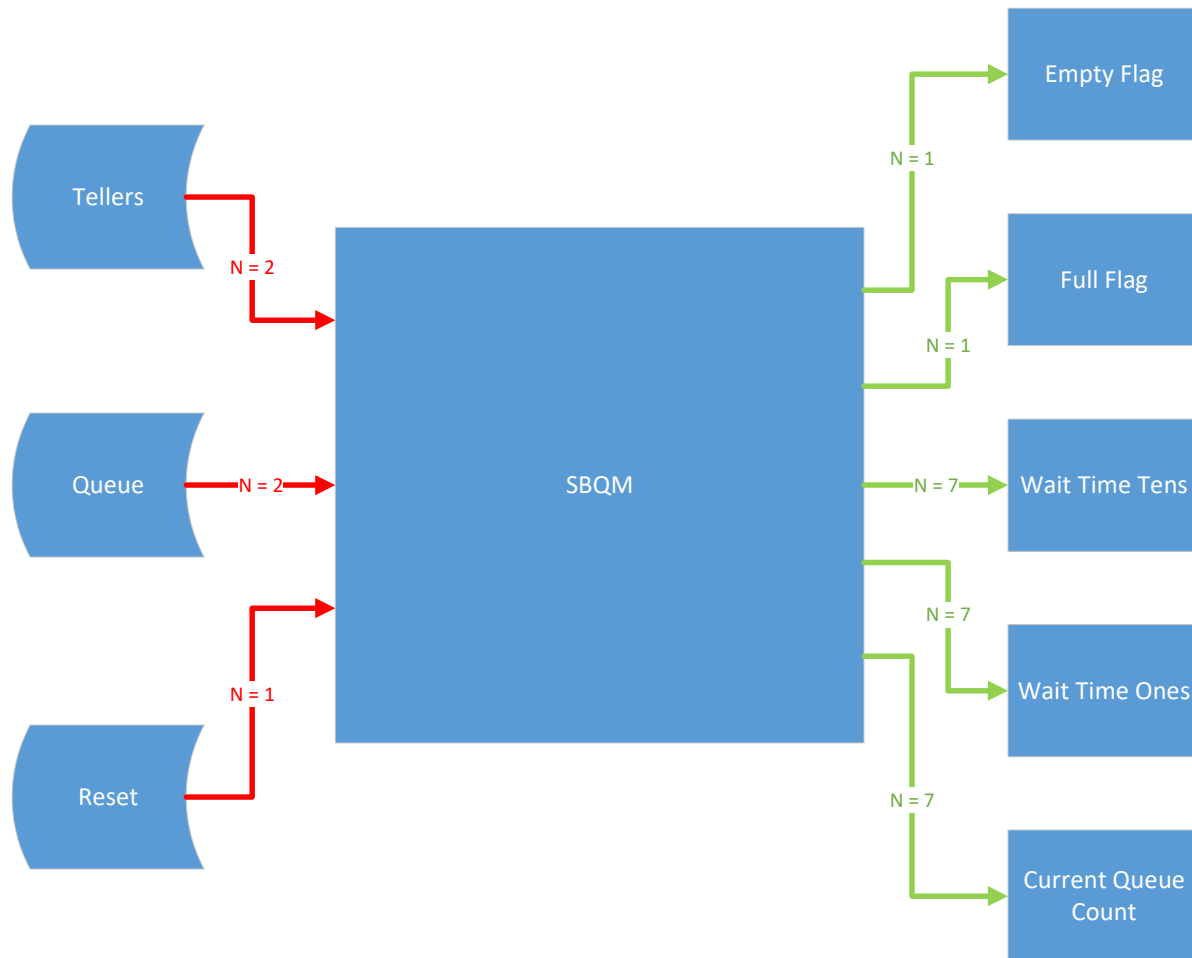 Tellers
N = 2
Queue
N = 2
Reset
N = 1
SBQM
N = 1
Empty Flag
N = 1
Full Flag
N = 7
Wait Time Tens
N = 7
Wait Time Ones
N = 7
Current Queue
Count